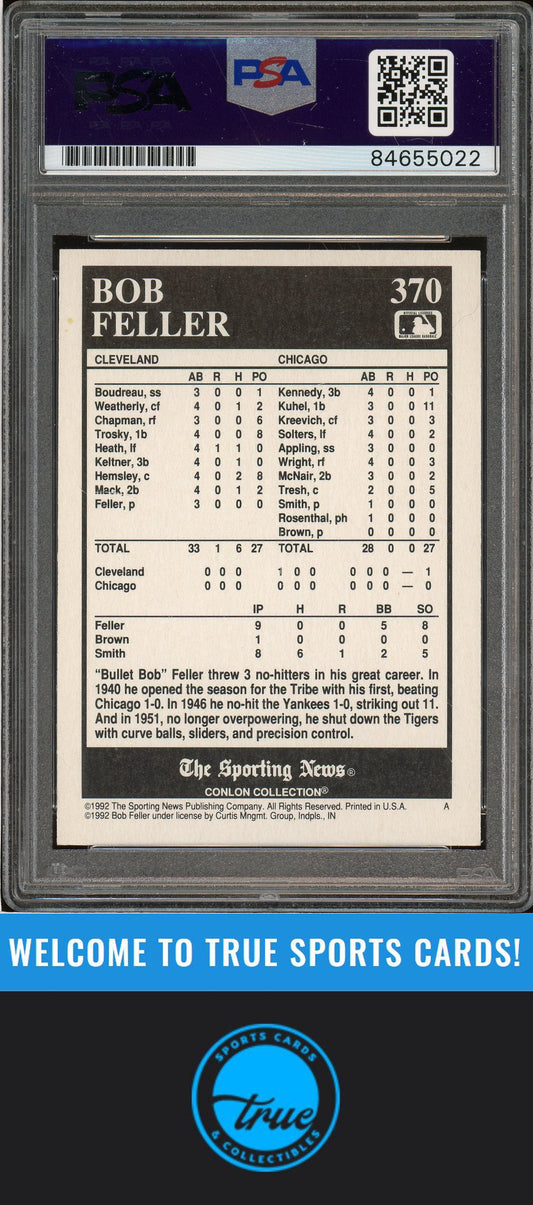 PSA
PSA
84655022
BOB
FELLER
370
OFFICIAL LICENSEE
MAJOR LEAGUE BASEBALL
CLEVELAND CHICAGO
AB R H PO AB R H PO
Boudreau, ss 3 0 0 1 Kennedy, 3b 4 0 0 1
Weatherly, cf 4 0 1 2 Kuhel, 1b 3 0 0 11
Chapman, rf 3 0 0 6 Kreevich, cf 3 0 0 3
Trosky, 1b 4 0 0 8 Solters, lf 4 0 0 2
Heath, lf 4 1 1 0 Appling, ss 3 0 0 0
Keltner, 3b 4 0 1 0 Wright, rf 4 0 0 3
Hemsley, c 4 0 2 8 McNair, 2b 3 0 0 2
Mack, 2b 4 0 1 2 Tresh, c 2 0 0 5
Feller, p 3 0 0 0 Smith, p 1 0 0 0
Rosenthal, ph 1 0 0 0
Brown, p 0 0 0 0
TOTAL 33 1 6 27 TOTAL 28 0 0 27
Cleveland 0 0 0 1 0 0 0 0 0 — 1
Chicago 0 0 0 0 0 0 0 0 0 — 0
IP H R BB SO
Feller 9 0 0 5 8
Brown 1 0 0 0 0
Smith 8 6 1 2 5
"Bullet Bob" Feller threw 3 no-hitters in his great career. In
1940 he opened the season for the Tribe with his first, beating
Chicago 1-0. In 1946 he no-hit the Yankees 1-0, striking out 11.
And in 1951, no longer overpowering, he shut down the Tigers
with curve balls, sliders, and precision control.
The Sporting News®
CONLON COLLECTION®
©1992 The Sporting News Publishing Company. All Rights Reserved. Printed in U.S.A. A
©1992 Bob Feller under license by Curtis Mngmt. Group, Indpls., IN
PSA
WELCOME TO TRUE SPORTS CARDS!
SPORTS CARDS
true
& COLLECTIBLES